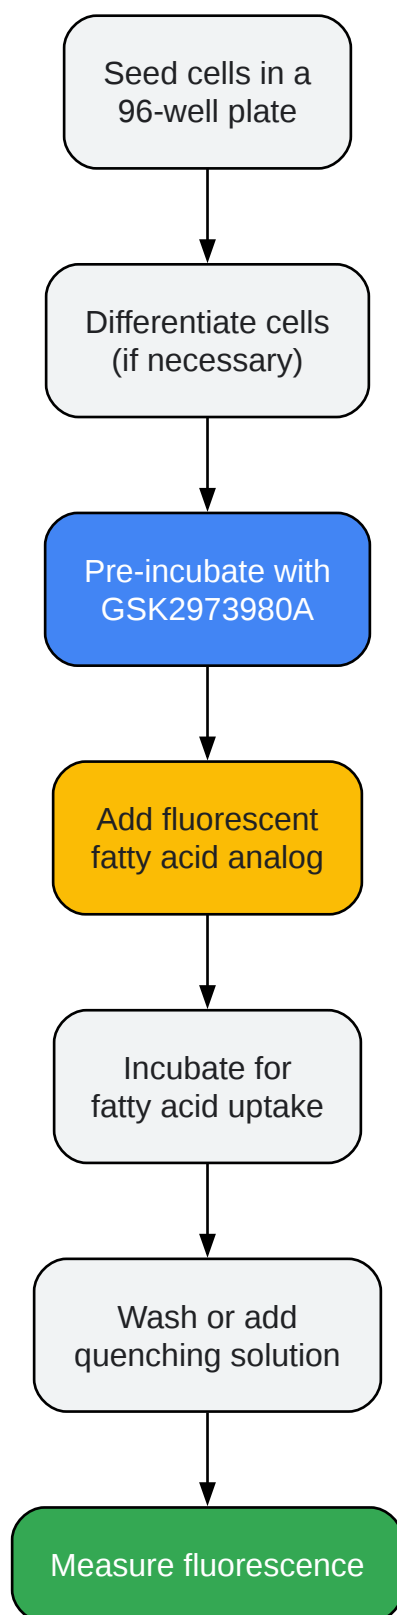 Seed cells in a
96-well plate
Differentiate cells
(if necessary)
Pre-incubate with
GSK2973980A
Add fluorescent
fatty acid analog
Incubate for
fatty acid uptake
Wash or add
quenching solution
Measure fluorescence